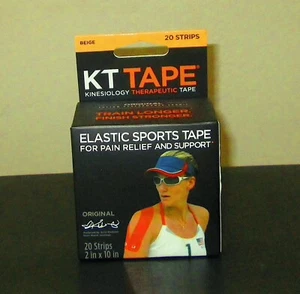 BEIGE
20 STRIPS
KT TAPE®
KINESIOLOGY THERAPEUTIC TAPE
TRAIN LONGER.
FINISH STRONGER.
ELASTIC SPORTS TAPE
FOR PAIN RELIEF AND SUPPORT
ORIGINAL
20 Strips
2 in x 10 in
1